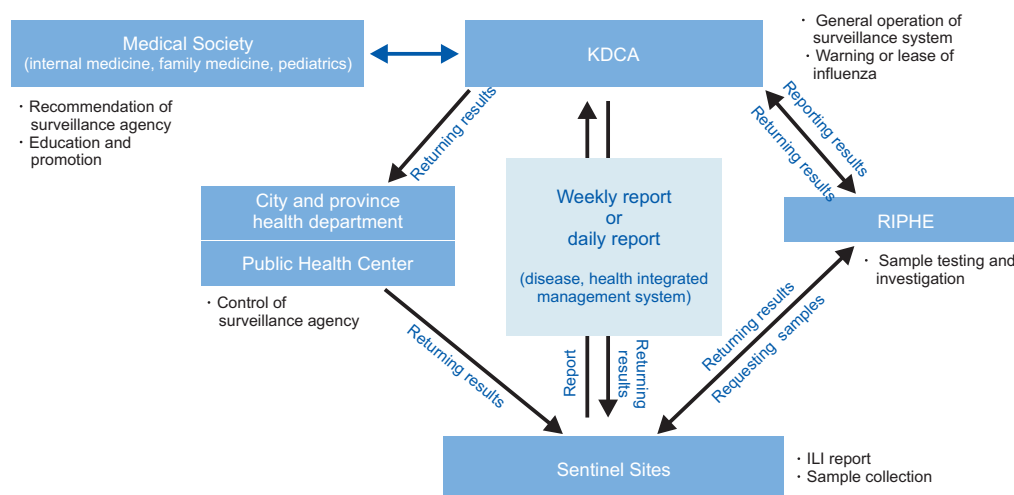 Medical Society
(internal medicine, family medicine, pediatrics)
KDCA
· General operation of
surveillance system
· Warning or lease of
influenza
· Recommendation of
surveillance agency
· Education and
promotion
Returning results
Reporting results
Returning results
City and province
health department
Public Health Center
· Control of
surveillance agency
Weekly report
or
daily report
(disease, health integrated
management system)
RIPHE
· Sample testing and
investigation
Returning results
Report
Returning
results
Returning results
Requesting samples
Sentinel Sites
· ILI report
· Sample collection